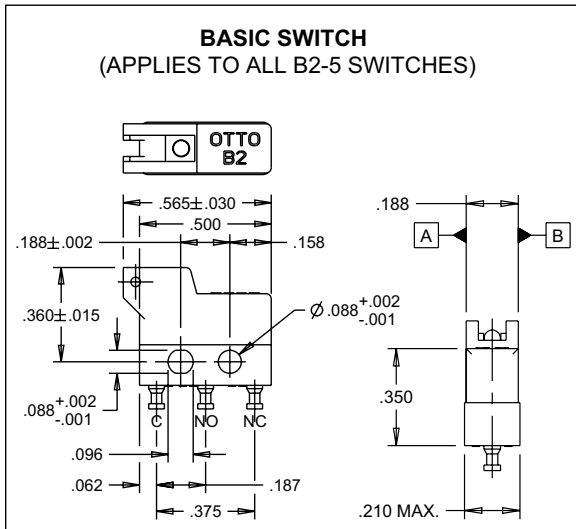 BASIC SWITCH
(APPLIES TO ALL B2-5 SWITCHES)
OTTO
B2
.565±.030
.500
.188
.188±.002
.158
A
B
.360±.015
Ø .088+.002
-.001
.088+.002
-.001
.350
C NO NC
.096
.062
.187
.375
.210 MAX.